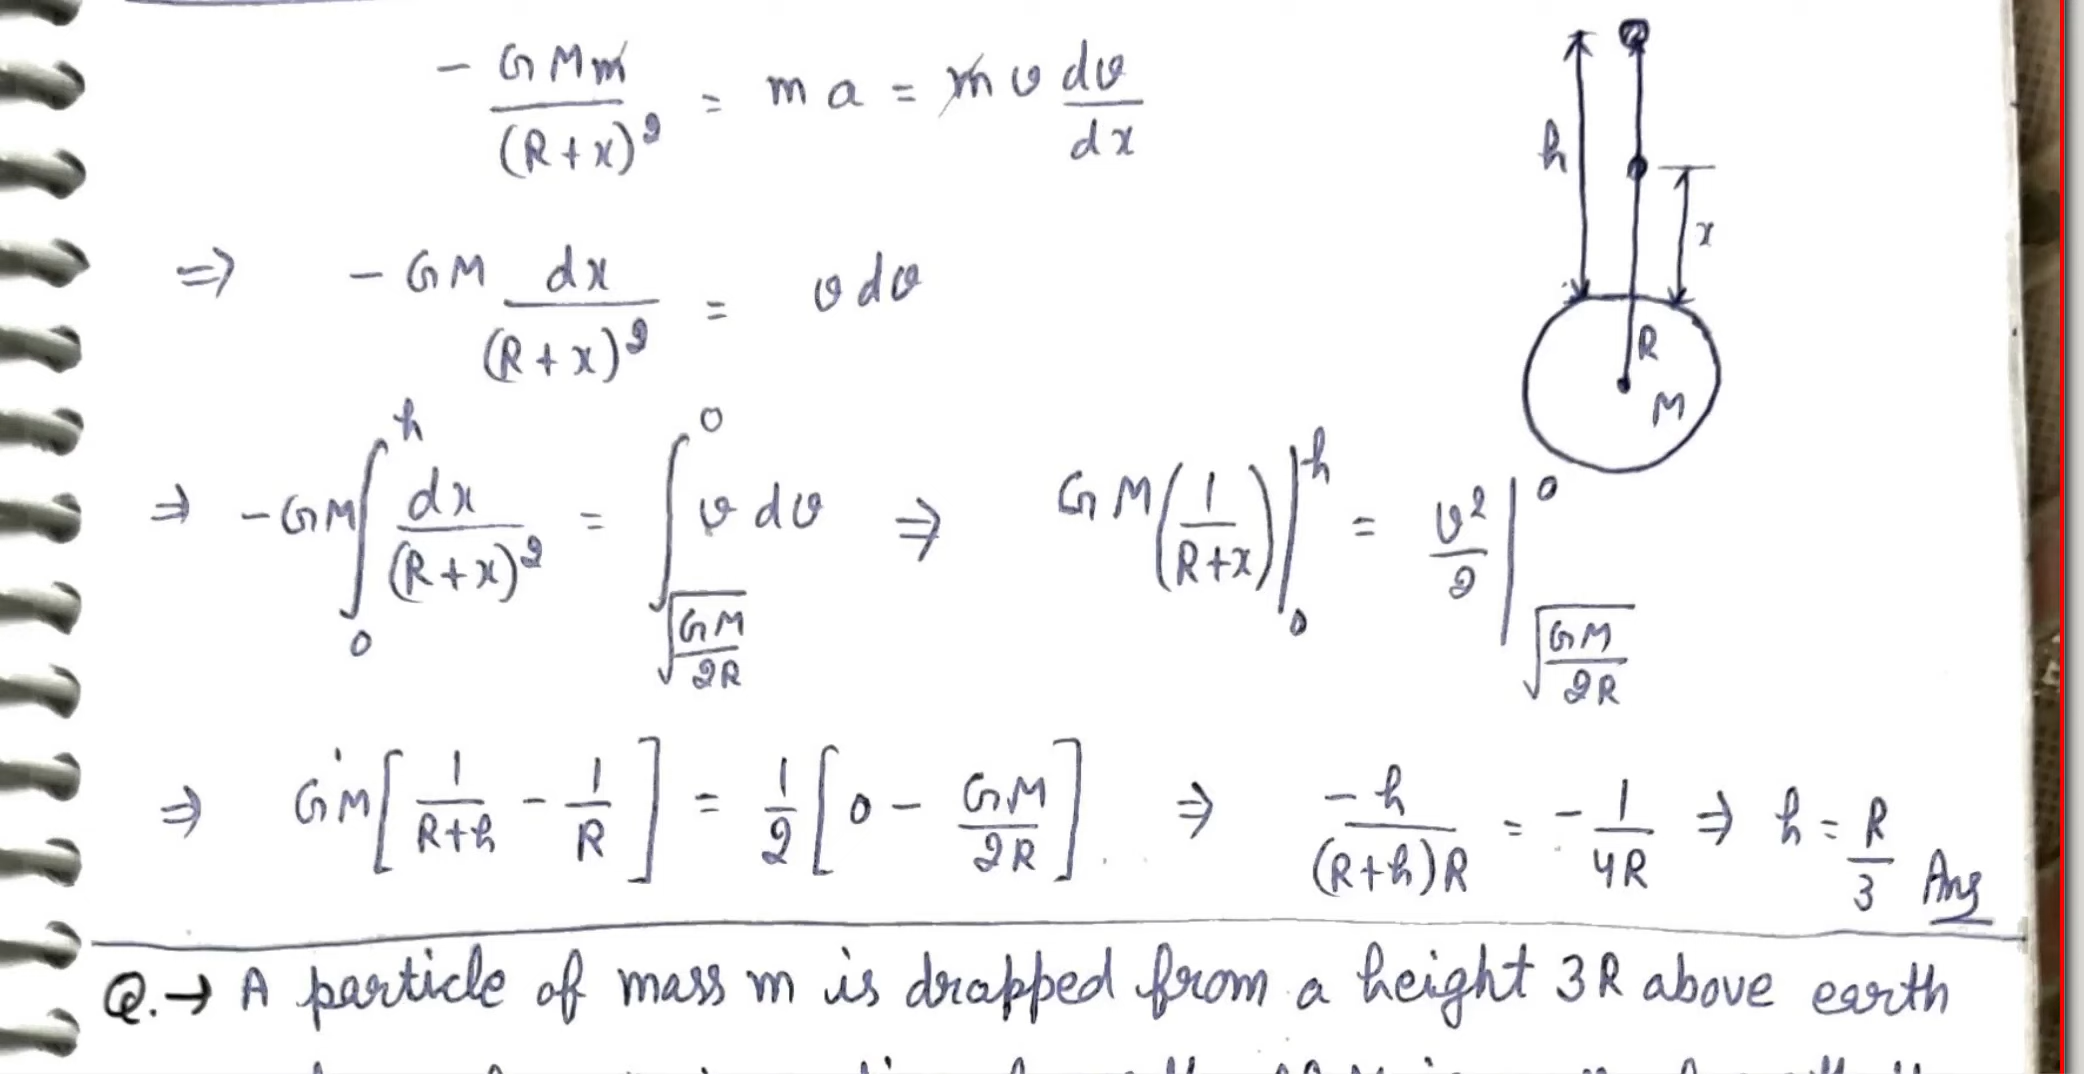 - GMm/(R+x)² = ma = mv dv/dx
⇒ - GM dx/(R+x)² = v dv
⇒ -GM ∫₀ʰ dx/(R+x)² = ∫_{√(GM/2R)}^0 v dv ⇒ GM(1/(R+x))|₀ʰ = v²/2 |_{√(GM/2R)}^0
⇒ GM[1/(R+h) - 1/R] = 1/2[0 - GM/2R] ⇒ -h/((R+h)R) = -1/4R ⇒ h = R/3 Ans
h
x
R
M
Q.→ A particle of mass m is drapped from a height 3R above earth